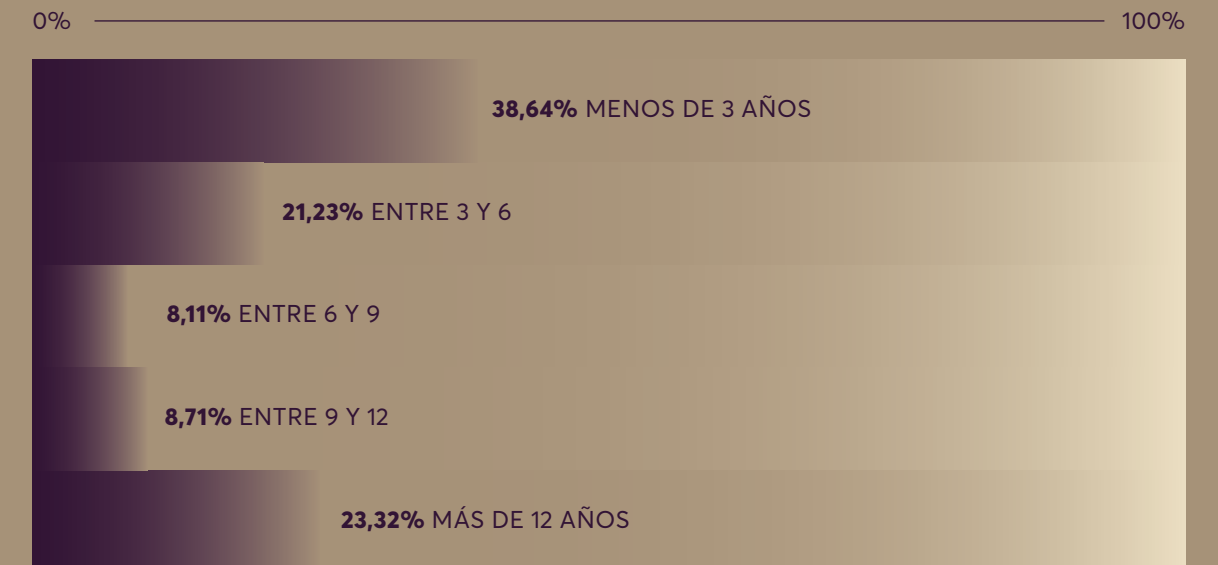 0% 100%
38,64% MENOS DE 3 AÑOS
21,23% ENTRE 3 Y 6
8,11% ENTRE 6 Y 9
8,71% ENTRE 9 Y 12
23,32% MÁS DE 12 AÑOS